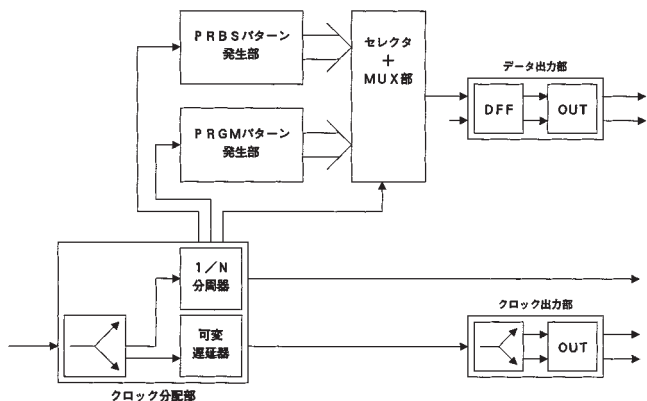 PRBSパターン
発生部
セレクタ
＋
MUX部
データ出力部
DFF
OUT
PRGMパターン
発生部
1／N
分周器
クロック出力部
可変
遅延器
OUT
クロック分配部